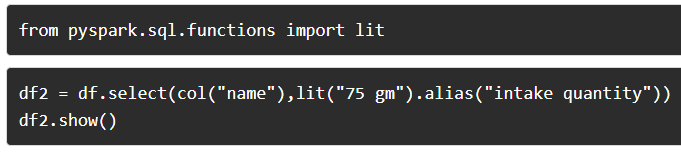 from pyspark.sql.functions import lit
df2 = df.select(col("name"),lit("75 gm").alias("intake quantity"))
df2.show()